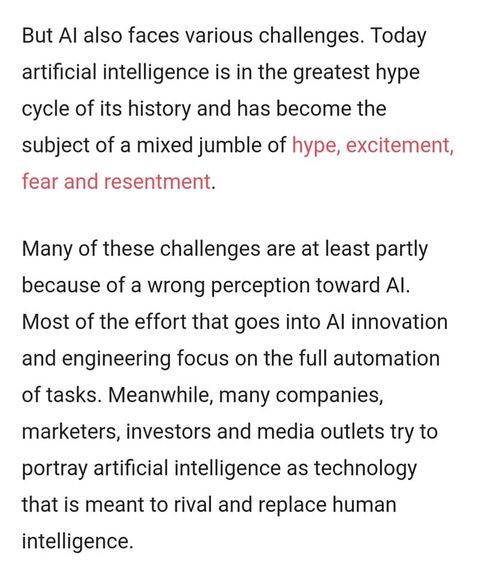 But AI also faces various challenges. Today
artificial intelligence is in the greatest hype
cycle of its history and has become the
subject of a mixed jumble of hype, excitement,
fear and resentment.
Many of these challenges are at least partly
because of a wrong perception toward AI.
Most of the effort that goes into AI innovation
and engineering focus on the full automation
of tasks. Meanwhile, many companies,
marketers, investors and media outlets try to
portray artificial intelligence as technology
that is meant to rival and replace human
intelligence.